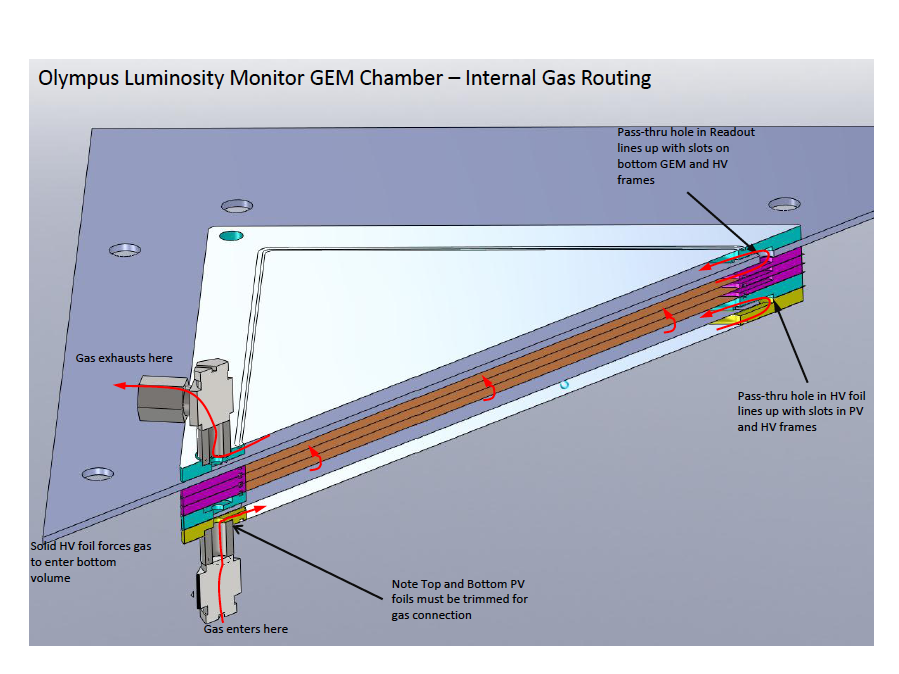 Olympus Luminosity Monitor GEM Chamber – Internal Gas Routing
Pass-thru hole in Readout
lines up with slots on
bottom GEM and HV
frames
Gas exhausts here
Pass-thru hole in HV foil
lines up with slots in PV
and HV frames
Solid HV foil forces gas
to enter bottom
volume
Note Top and Bottom PV
foils must be trimmed for
gas connection
Gas enters here